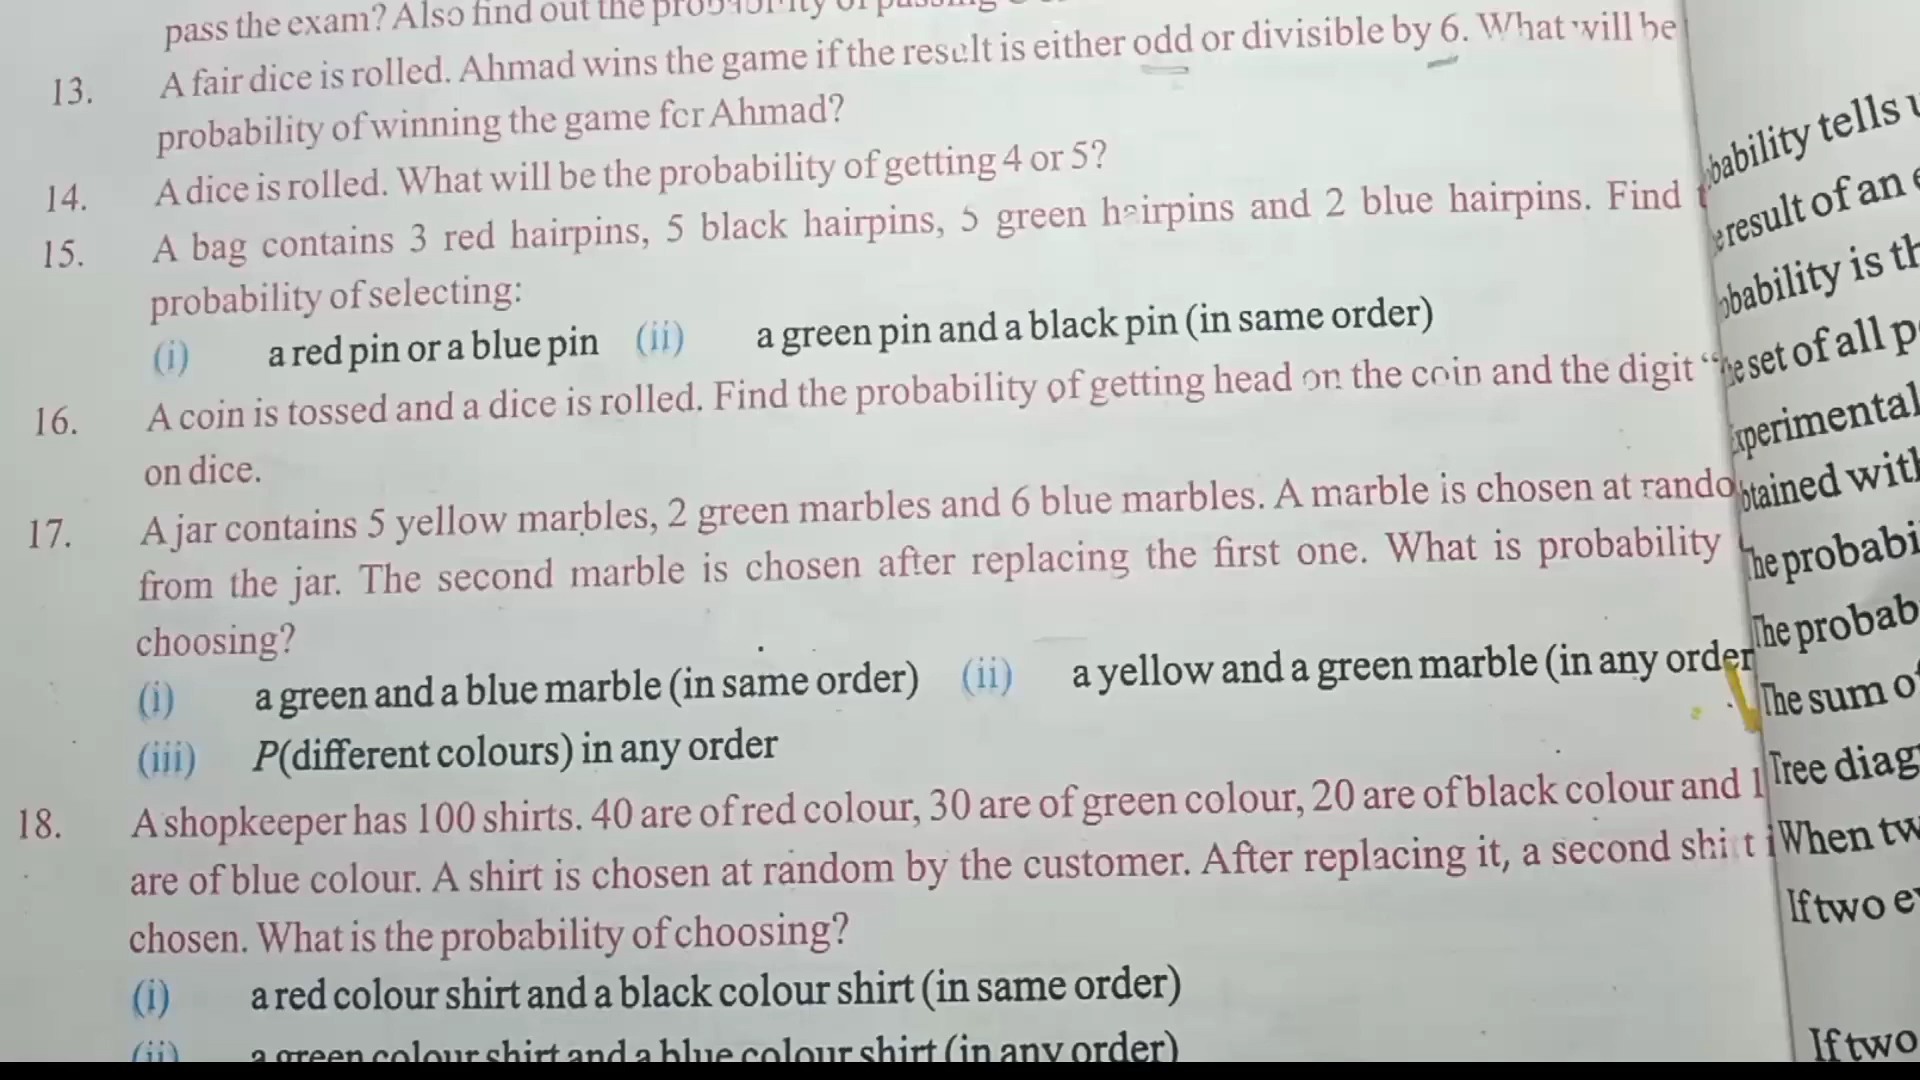 pass the exam? Also find out the probability of passing
13. A fair dice is rolled. Ahmad wins the game if the result is either odd or divisible by 6. What will be
probability of winning the game for Ahmad?
14. A dice is rolled. What will be the probability of getting 4 or 5?
15. A bag contains 3 red hairpins, 5 black hairpins, 5 green hairpins and 2 blue hairpins. Find
probability of selecting:
(i) a red pin or a blue pin (ii) a green pin and a black pin (in same order)
16. A coin is tossed and a dice is rolled. Find the probability of getting head on the coin and the digit "
on dice.
17. A jar contains 5 yellow marbles, 2 green marbles and 6 blue marbles. A marble is chosen at rando
from the jar. The second marble is chosen after replacing the first one. What is probability
choosing?
(i) a green and a blue marble (in same order) (ii) a yellow and a green marble (in any order
(iii) P(different colours) in any order
18. A shopkeeper has 100 shirts. 40 are of red colour, 30 are of green colour, 20 are of black colour and 1
are of blue colour. A shirt is chosen at random by the customer. After replacing it, a second shirt i
chosen. What is the probability of choosing?
(i) a red colour shirt and a black colour shirt (in same order)
(ii) a green colour shirt and a blue colour shirt (in any order)
bability tells
result of an
bability is th
set of all p
xperimental
btained with
he probabi
The probab
The sum o
Tree diag
When tw
If two e
If two